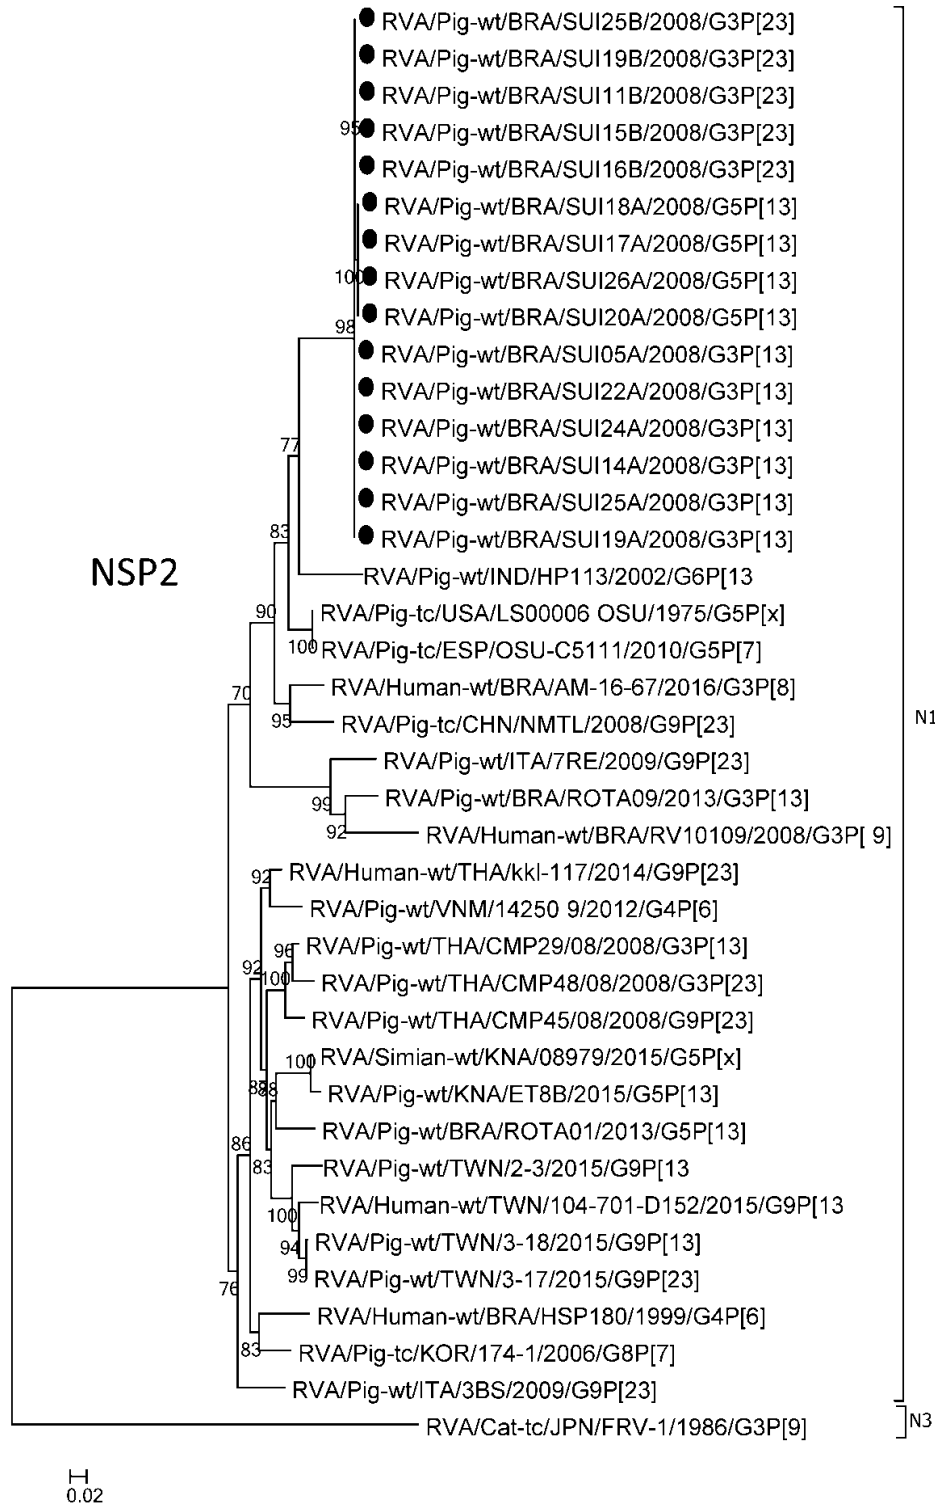 RVA/Pig-wt/BRA/SUI25B/2008/G3P[23]
RVA/Pig-wt/BRA/SUI19B/2008/G3P[23]
RVA/Pig-wt/BRA/SUI11B/2008/G3P[23]
95
RVA/Pig-wt/BRA/SUI15B/2008/G3P[23]
RVA/Pig-wt/BRA/SUI16B/2008/G3P[23]
RVA/Pig-wt/BRA/SUI18A/2008/G5P[13]
RVA/Pig-wt/BRA/SUI17A/2008/G5P[13]
100
RVA/Pig-wt/BRA/SUI26A/2008/G5P[13]
RVA/Pig-wt/BRA/SUI20A/2008/G5P[13]
98
RVA/Pig-wt/BRA/SUI05A/2008/G3P[13]
RVA/Pig-wt/BRA/SUI22A/2008/G3P[13]
RVA/Pig-wt/BRA/SUI24A/2008/G3P[13]
77
RVA/Pig-wt/BRA/SUI14A/2008/G3P[13]
RVA/Pig-wt/BRA/SUI25A/2008/G3P[13]
83
RVA/Pig-wt/BRA/SUI19A/2008/G3P[13]
NSP2
RVA/Pig-wt/IND/HP113/2002/G6P[13
90
RVA/Pig-tc/USA/LS00006 OSU/1975/G5P[x]
100
RVA/Pig-tc/ESP/OSU-C5111/2010/G5P[7]
70
RVA/Human-wt/BRA/AM-16-67/2016/G3P[8]
95
RVA/Pig-tc/CHN/NMTL/2008/G9P[23]
N1
RVA/Pig-wt/ITA/7RE/2009/G9P[23]
99
RVA/Pig-wt/BRA/ROTA09/2013/G3P[13]
92
RVA/Human-wt/BRA/RV10109/2008/G3P[ 9]
92
RVA/Human-wt/THA/kkl-117/2014/G9P[23]
RVA/Pig-wt/VNM/14250 9/2012/G4P[6]
96
RVA/Pig-wt/THA/CMP29/08/2008/G3P[13]
92
100
RVA/Pig-wt/THA/CMP48/08/2008/G3P[23]
RVA/Pig-wt/THA/CMP45/08/2008/G9P[23]
100
RVA/Simian-wt/KNA/08979/2015/G5P[x]
RVA/Pig-wt/KNA/ET8B/2015/G5P[13]
RVA/Pig-wt/BRA/ROTA01/2013/G5P[13]
86
83
RVA/Pig-wt/TWN/2-3/2015/G9P[13
RVA/Human-wt/TWN/104-701-D152/2015/G9P[13
100
RVA/Pig-wt/TWN/3-18/2015/G9P[13]
94
99
RVA/Pig-wt/TWN/3-17/2015/G9P[23]
76
RVA/Human-wt/BRA/HSP180/1999/G4P[6]
83
RVA/Pig-tc/KOR/174-1/2006/G8P[7]
RVA/Pig-wt/ITA/3BS/2009/G9P[23]
RVA/Cat-tc/JPN/FRV-1/1986/G3P[9]
N3
0.02